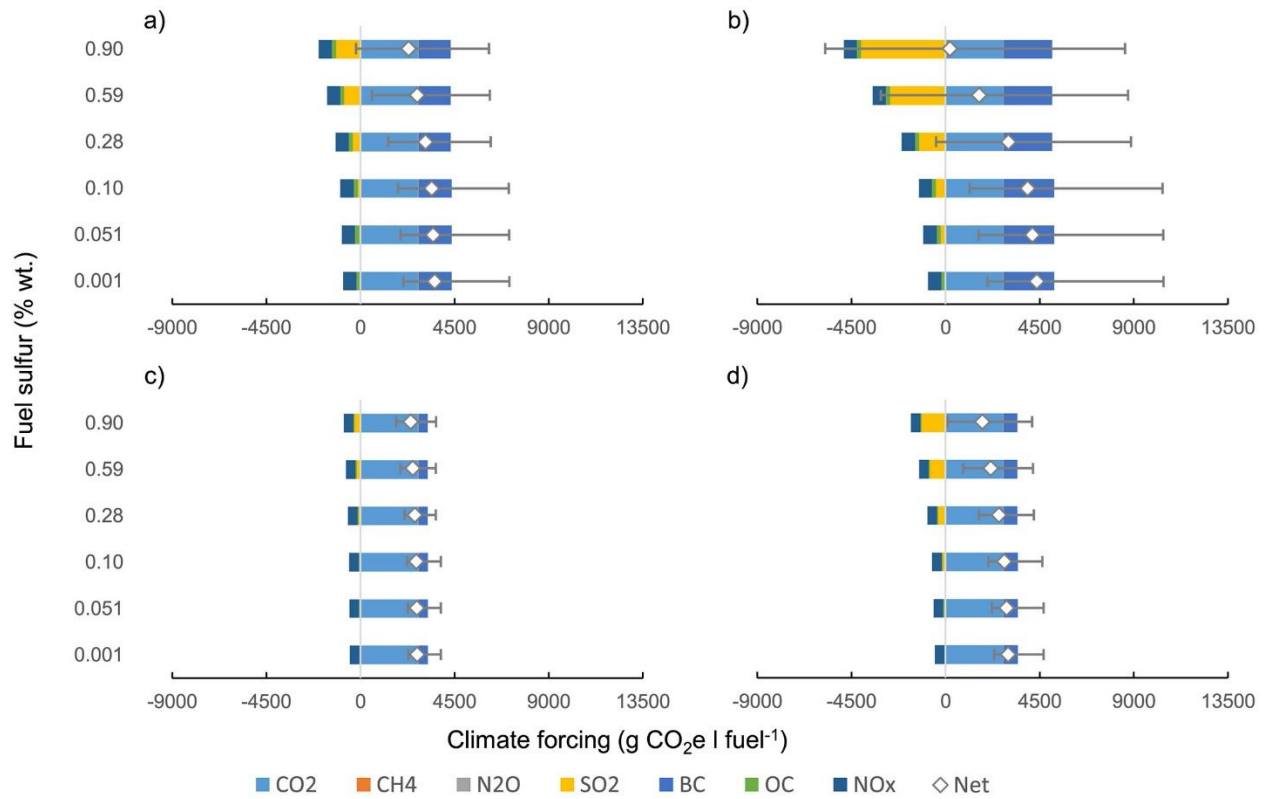 a)
b)
0.90
0.59
0.28
0.10
0.051
0.001
-9000 -4500 0 4500 9000 13500
-9000 -4500 0 4500 9000 13500
Fuel sulfur (% wt.)
c)
d)
0.90
0.59
0.28
0.10
0.051
0.001
-9000 -4500 0 4500 9000 13500
-9000 -4500 0 4500 9000 13500
Climate forcing (g CO₂e l fuel⁻¹)
CO2 CH4 N2O SO2 BC OC NOx Net